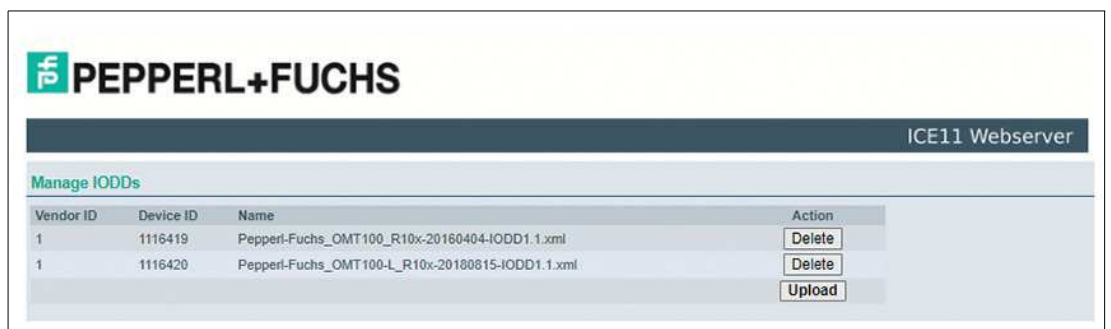 PEPPERL+FUCHS
ICE11 Webserver
Manage IODDs
Vendor ID Device ID Name Action
1 1116419 Pepperl-Fuchs_OMT100_R10x-20160404-IODD1.1.xml Delete
1 1116420 Pepperl-Fuchs_OMT100-L_R10x-20180815-IODD1.1.xml Delete
Upload